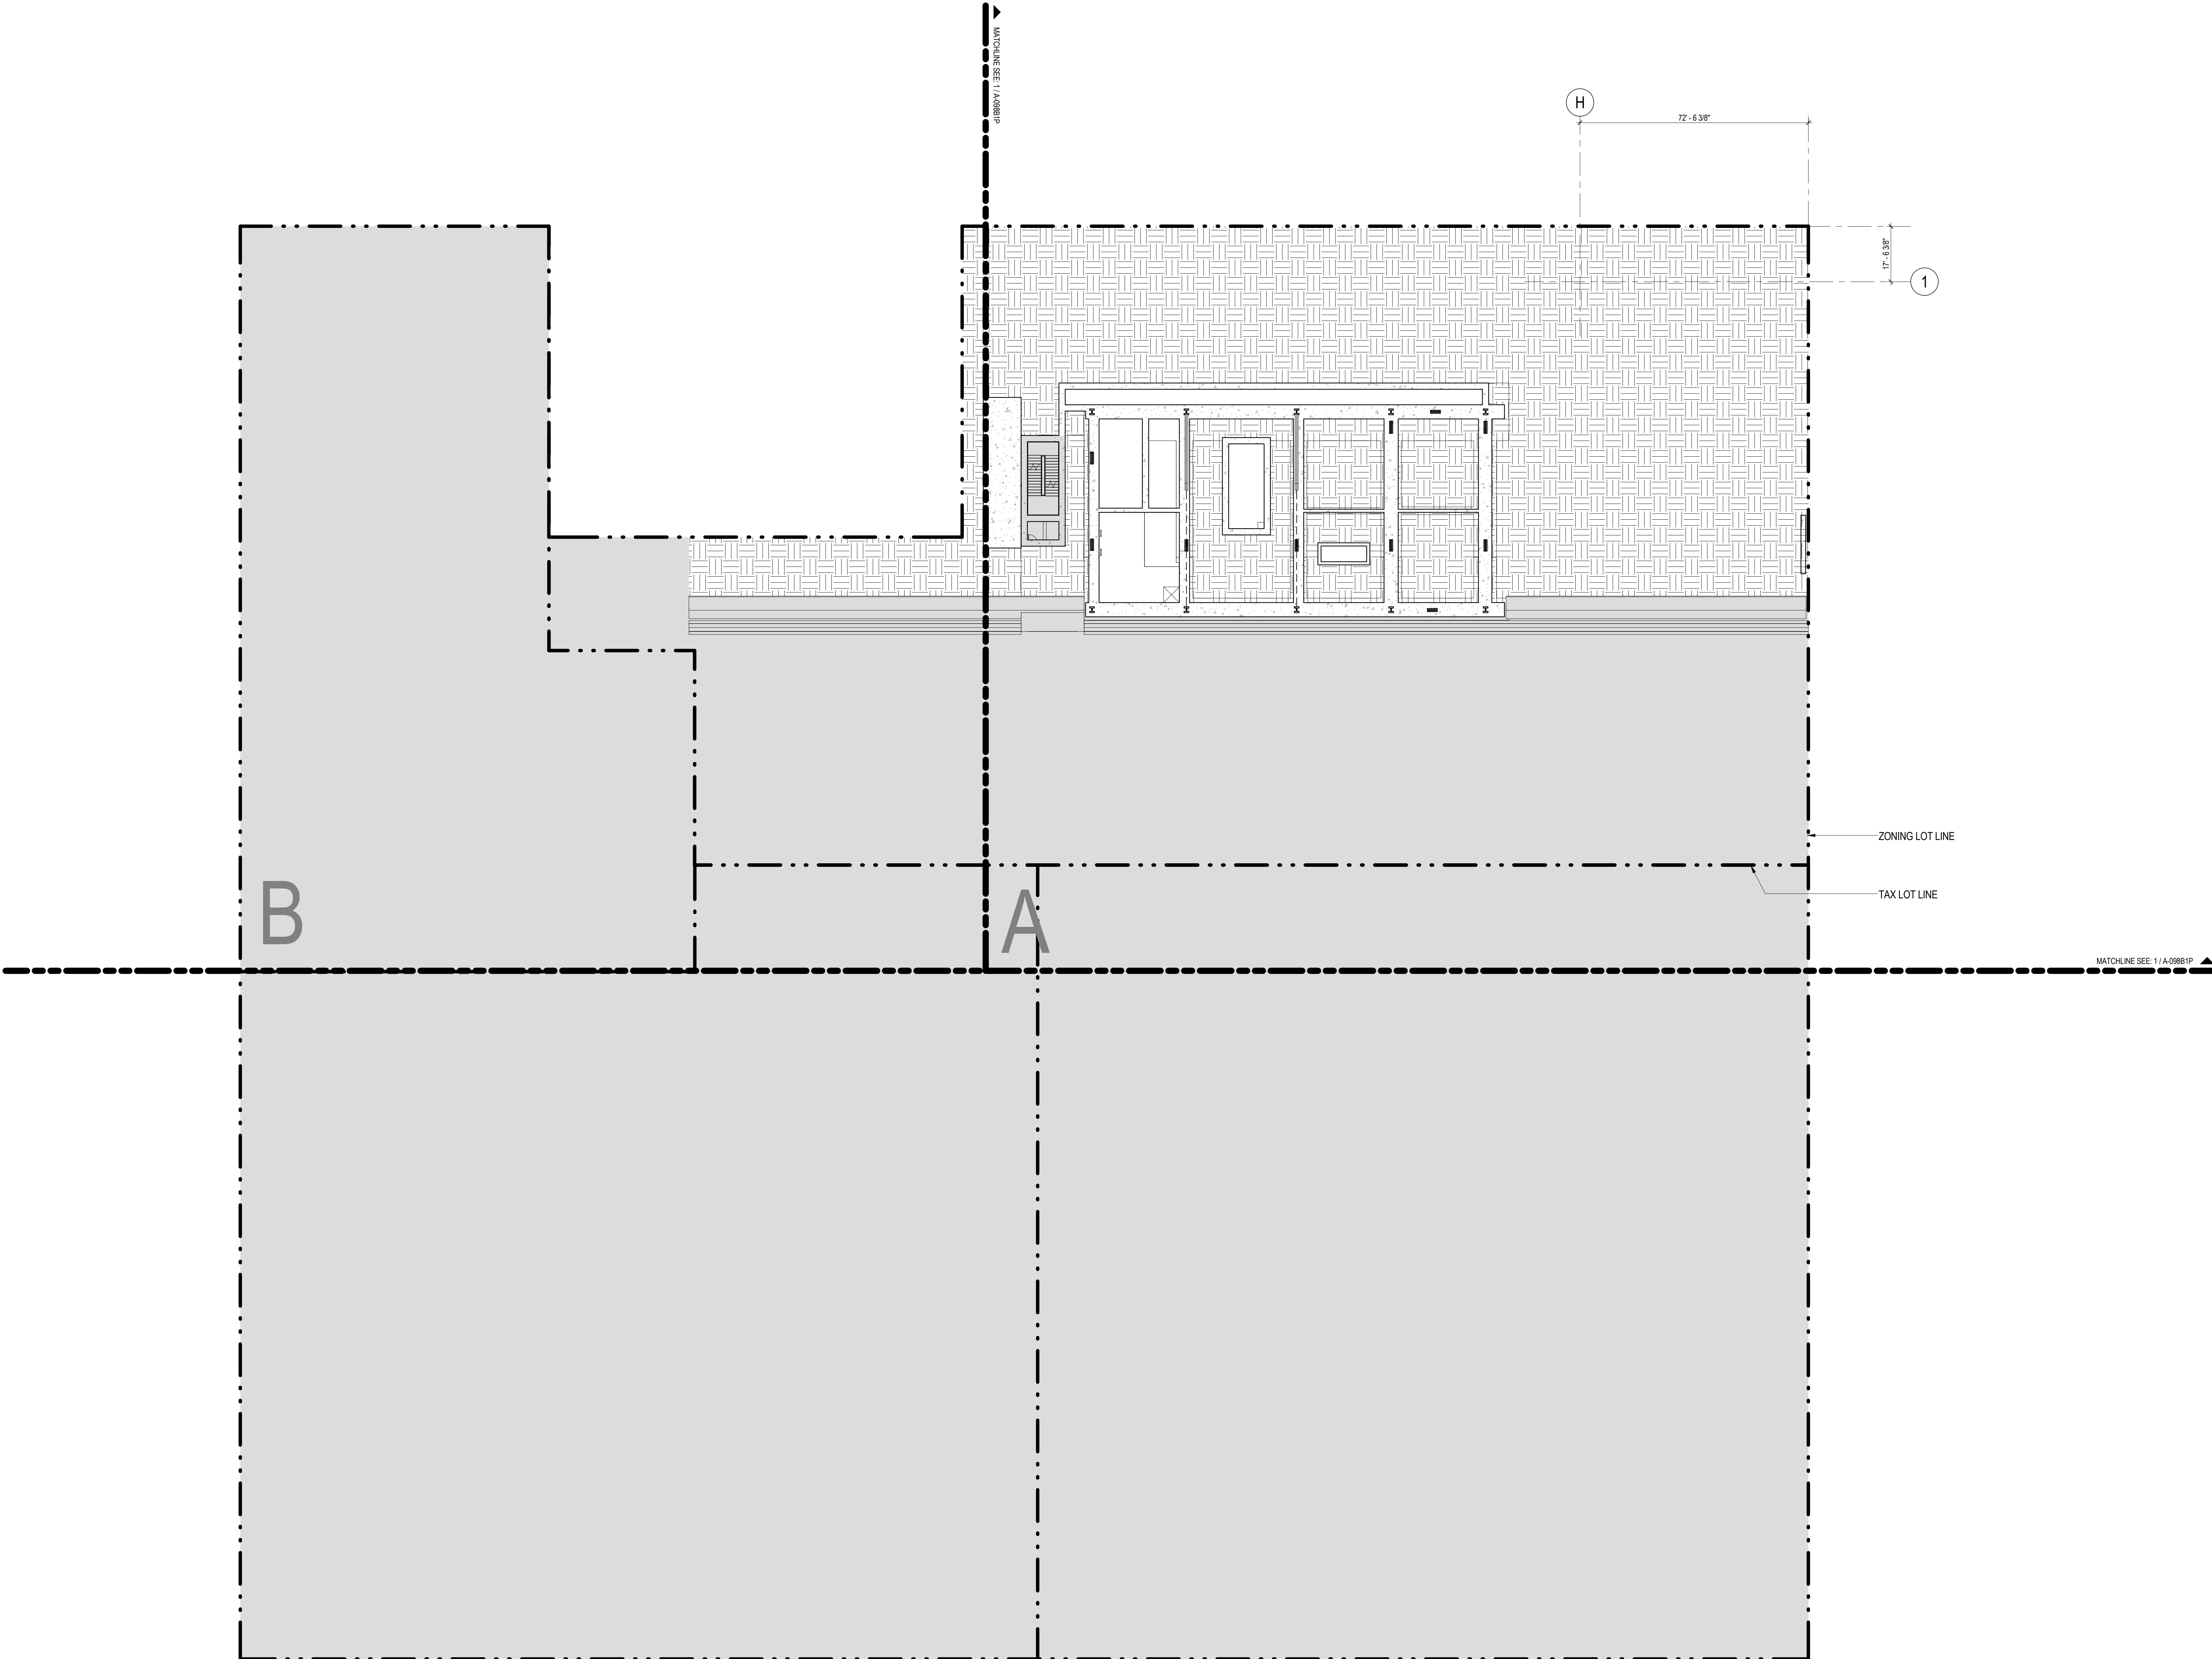 MATCHLINE SEE: 1 / A-098B1P
H
72' - 6 3/8"
17' - 6 3/8"
1
ZONING LOT LINE
TAX LOT LINE
B
A
MATCHLINE SEE: 1 / A-098B1P